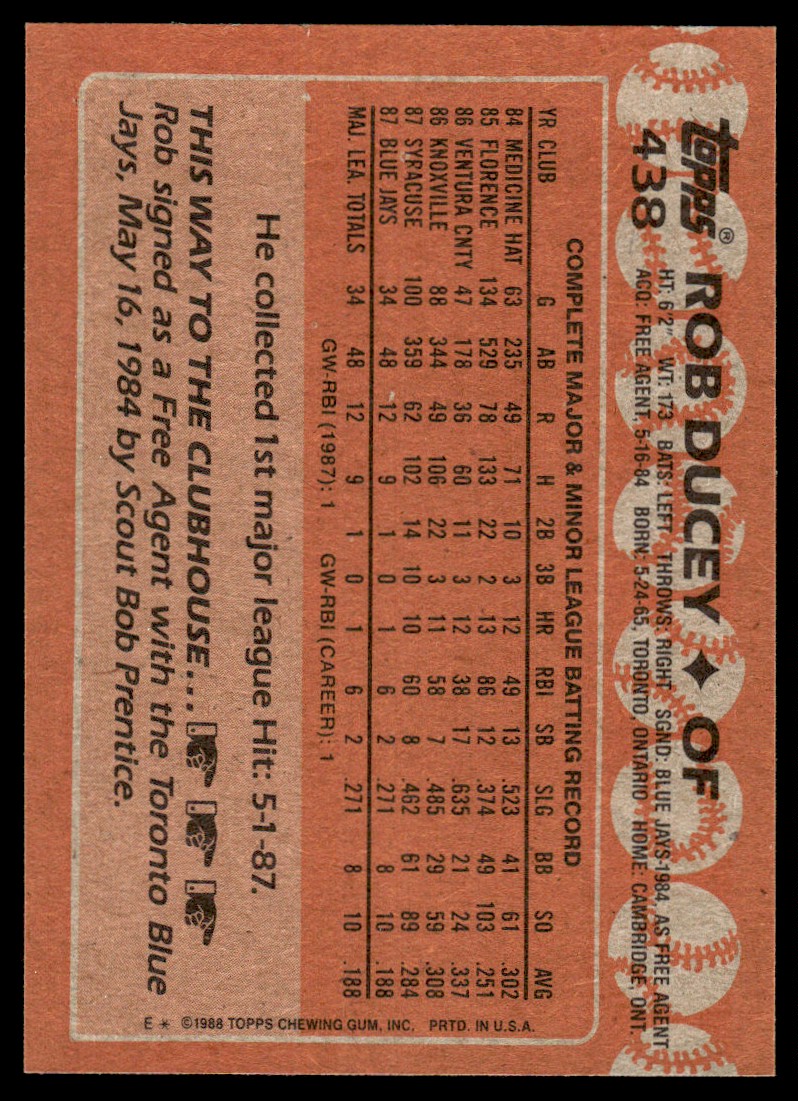 topps® ROB DUCEY ✦ OF
438
HT: 6'2" WT: 173 BATS: LEFT THROWS: RIGHT SGND: BLUE JAYS-1984, AS FREE AGENT
ACQ: FREE AGENT, 5-16-84 BORN: 5-24-65, TORONTO, ONTARIO HOME: CAMBRIDGE, ONT.
COMPLETE MAJOR & MINOR LEAGUE BATTING RECORD
YR CLUB G AB R H 2B 3B HR RBI SB SLG BB SO AVG
84 MEDICINE HAT 63 235 49 71 10 3 12 49 13 .523 41 61 .302
85 FLORENCE 134 529 78 133 22 2 13 86 12 .374 49 103 .251
86 VENTURA CNTY 47 178 36 60 11 3 12 38 17 .635 21 24 .337
86 KNOXVILLE 88 344 49 106 22 3 11 58 7 .485 29 59 .308
87 SYRACUSE 100 359 62 102 14 10 10 60 8 .462 61 89 .284
87 BLUE JAYS 34 48 12 9 1 0 1 6 2 .271 8 10 .188
MAJ. LEA. TOTALS 34 48 12 9 1 0 1 6 2 .271 8 10 .188
GW-RBI (1987): 1 GW-RBI (CAREER): 1
He collected 1st major league Hit: 5-1-87.
THIS WAY TO THE CLUBHOUSE...
Rob signed as a Free Agent with the Toronto Blue
Jays, May 16, 1984 by Scout Bob Prentice.
E * ©1988 TOPPS CHEWING GUM, INC. PRTD. IN U.S.A.